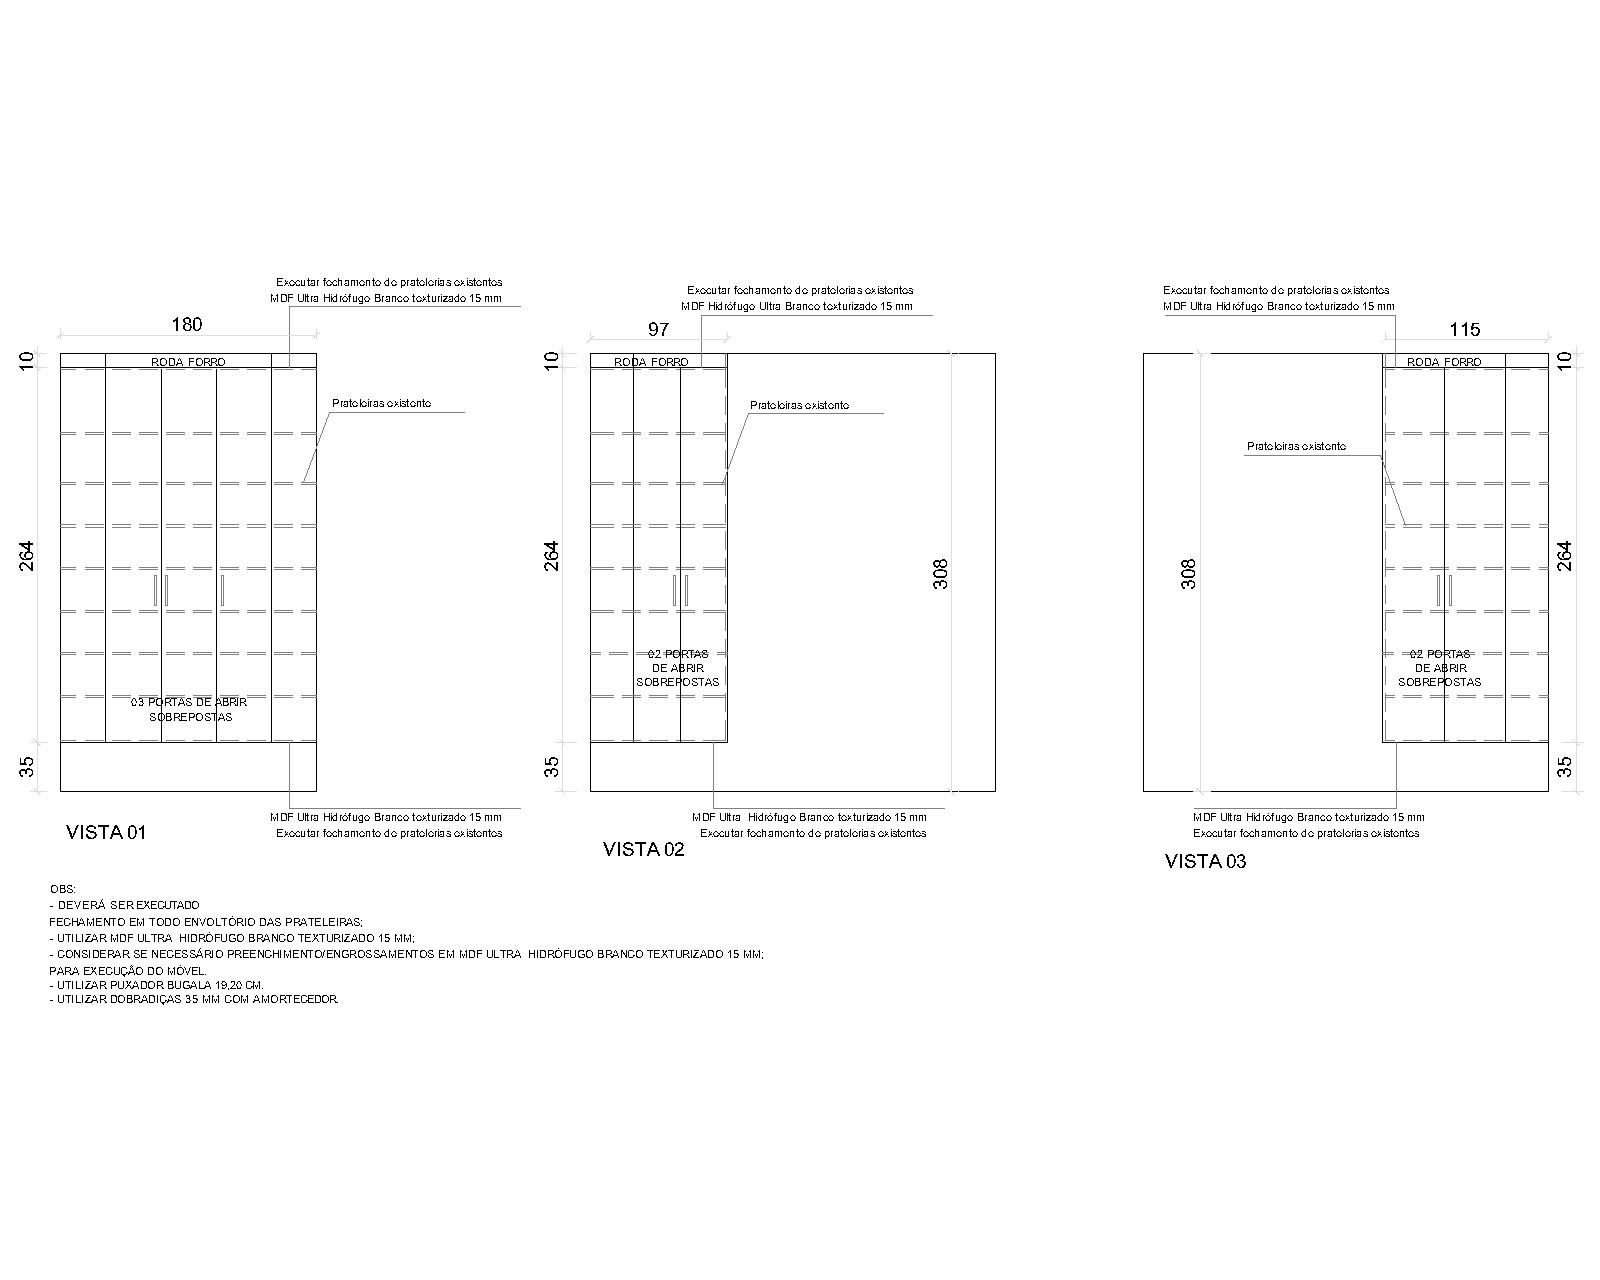 Executar fechamento de pratelerias existentes
MDF Ultra Hidrófugo Branco texturizado 15 mm
180
10
RODA FORRO
Prateleiras existente
264
03 PORTAS DE ABRIR
SOBREPOSTAS
35
MDF Ultra Hidrófugo Branco texturizado 15 mm
Executar fechamento de pratelerias existentes
VISTA 01
Executar fechamento de pratelerias existentes
MDF Hidrófugo Ultra Branco texturizado 15 mm
97
10
RODA FORRO
Prateleiras existente
264
308
02 PORTAS
DE ABRIR
SOBREPOSTAS
35
MDF Ultra Hidrófugo Branco texturizado 15 mm
Executar fechamento de pratelerias existentes
VISTA 02
Executar fechamento de pratelerias existentes
MDF Ultra Hidrófugo Branco texturizado 15 mm
115
RODA FORRO
10
Prateleiras existente
308
264
02 PORTAS
DE ABRIR
SOBREPOSTAS
35
MDF Ultra Hidrófugo Branco texturizado 15 mm
Executar fechamento de pratelerias existentes
VISTA 03
OBS:
- DEVERÁ SER EXECUTADO
FECHAMENTO EM TODO ENVOLTÓRIO DAS PRATELEIRAS;
- UTILIZAR MDF ULTRA HIDRÓFUGO BRANCO TEXTURIZADO 15 MM;
- CONSIDERAR SE NECESSÁRIO PREENCHIMENTO/ENGROSSAMENTOS EM MDF ULTRA HIDRÓFUGO BRANCO TEXTURIZADO 15 MM;
PARA EXECUÇÃO DO MÓVEL.
- UTILIZAR PUXADOR BUGALA 19,20 CM.
- UTILIZAR DOBRADIÇAS 35 MM COM AMORTECEDOR.